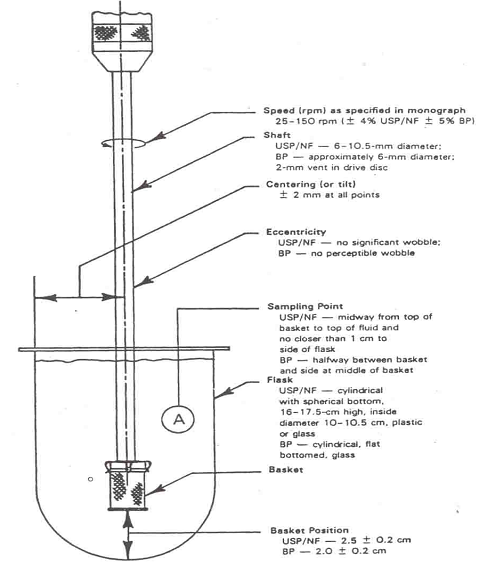 Speed (rpm) as specified in monograph
25-150 rpm (± 4% USP/NF ± 5% BP)
Shaft
USP/NF — 6-10.5-mm diameter;
BP — approximately 6-mm diameter;
2-mm vent in drive disc
Centering (or tilt)
± 2 mm at all points
Eccentricity
USP/NF — no significant wobble;
BP — no perceptible wobble
Sampling Point
USP/NF — midway from top of
basket to top of fluid and
no closer than 1 cm to
side of flask
BP — halfway between basket
and side at middle of basket
Flask
USP/NF — cylindrical
with spherical bottom,
16-17.5-cm high, inside
diameter 10-10.5 cm, plastic
or glass
BP — cylindrical, flat
bottomed, glass
A
Basket
Basket Position
USP/NF — 2.5 ± 0.2 cm
BP — 2.0 ± 0.2 cm